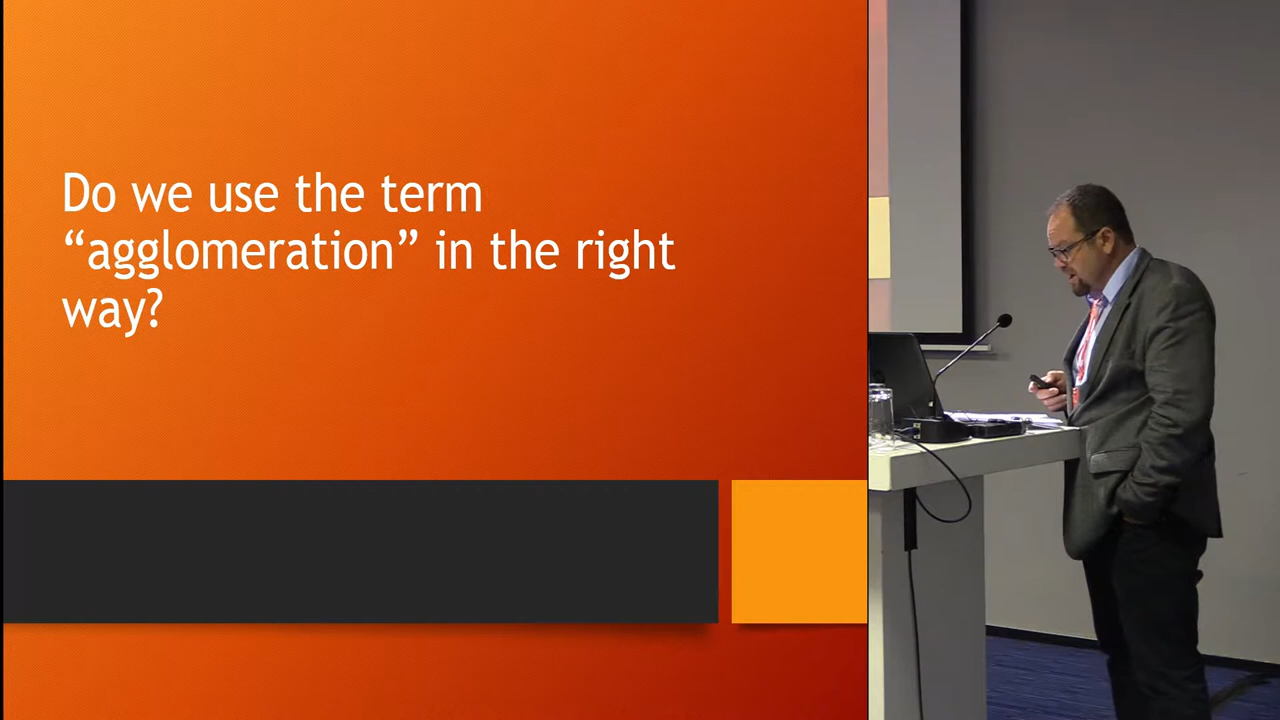 Do we use the term
“agglomeration” in the right
way?